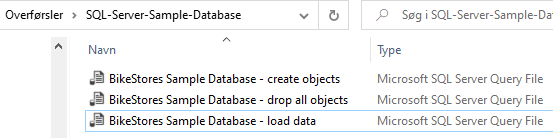 Overførsler > SQL-Server-Sample-Database
Søg i SQL-Server-Sample-Da
Navn Type
BikeStores Sample Database - create objects Microsoft SQL Server Query File
BikeStores Sample Database - drop all objects Microsoft SQL Server Query File
BikeStores Sample Database - load data Microsoft SQL Server Query File